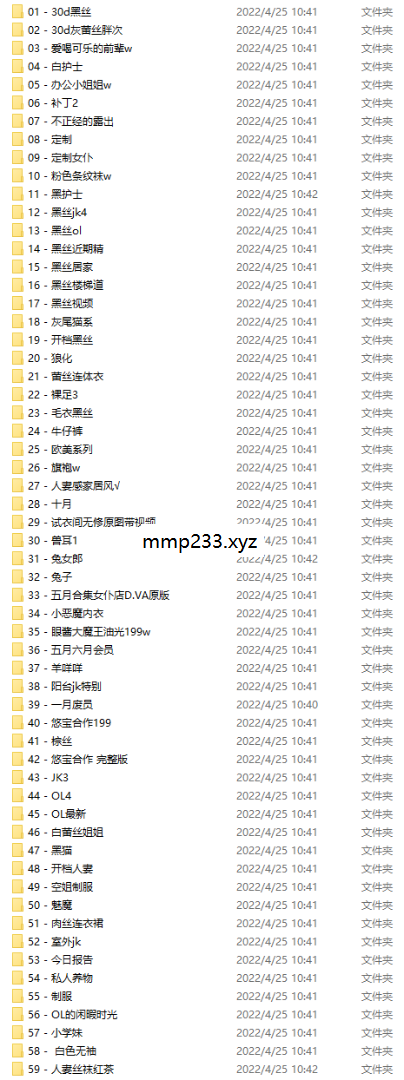 01 - 30d黑丝 2022/4/25 10:41 文件夹
02 - 30d灰蕾丝胖次 2022/4/25 10:41 文件夹
03 - 爱喝可乐的前辈w 2022/4/25 10:41 文件夹
04 - 白护士 2022/4/25 10:41 文件夹
05 - 办公小姐姐w 2022/4/25 10:41 文件夹
06 - 补丁2 2022/4/25 10:41 文件夹
07 - 不正经的露出 2022/4/25 10:41 文件夹
08 - 定制 2022/4/25 10:41 文件夹
09 - 定制女仆 2022/4/25 10:41 文件夹
10 - 粉色条纹袜w 2022/4/25 10:41 文件夹
11 - 黑护士 2022/4/25 10:42 文件夹
12 - 黑丝jk4 2022/4/25 10:41 文件夹
13 - 黑丝ol 2022/4/25 10:41 文件夹
14 - 黑丝近期精 2022/4/25 10:41 文件夹
15 - 黑丝居家 2022/4/25 10:41 文件夹
16 - 黑丝楼梯道 2022/4/25 10:41 文件夹
17 - 黑丝视频 2022/4/25 10:41 文件夹
18 - 灰尾猫系 2022/4/25 10:41 文件夹
19 - 开档黑丝 2022/4/25 10:41 文件夹
20 - 狼化 2022/4/25 10:41 文件夹
21 - 蕾丝连体衣 2022/4/25 10:41 文件夹
22 - 裸足3 2022/4/25 10:41 文件夹
23 - 毛衣黑丝 2022/4/25 10:41 文件夹
24 - 牛仔裤 2022/4/25 10:41 文件夹
25 - 欧美系列 2022/4/25 10:41 文件夹
26 - 旗袍w 2022/4/25 10:41 文件夹
27 - 人妻感家居风√ 2022/4/25 10:41 文件夹
28 - 十月 2022/4/25 10:41 文件夹
29 - 试衣间无修原图带视频 2022/4/25 10:41 文件夹
30 - 兽耳1 mmp233.xyz 文件夹
31 - 兔女郎 2022/4/25 10:42 文件夹
32 - 兔子 2022/4/25 10:41 文件夹
33 - 五月合集女仆店D.VA原版 2022/4/25 10:41 文件夹
34 - 小恶魔内衣 2022/4/25 10:41 文件夹
35 - 眼酱大魔王油光199w 2022/4/25 10:41 文件夹
36 - 五月六月会员 2022/4/25 10:41 文件夹
37 - 羊咩咩 2022/4/25 10:41 文件夹
38 - 阳台jk特别 2022/4/25 10:41 文件夹
39 - 一月废员 2022/4/25 10:40 文件夹
40 - 悠宝合作199 2022/4/25 10:41 文件夹
41 - 棕丝 2022/4/25 10:41 文件夹
42 - 悠宝合作 完整版 2022/4/25 10:41 文件夹
43 - JK3 2022/4/25 10:41 文件夹
44 - OL4 2022/4/25 10:41 文件夹
45 - OL最新 2022/4/25 10:41 文件夹
46 - 白蕾丝姐姐 2022/4/25 10:41 文件夹
47 - 黑猫 2022/4/25 10:41 文件夹
48 - 开档人妻 2022/4/25 10:41 文件夹
49 - 空姐制服 2022/4/25 10:41 文件夹
50 - 魅魔 2022/4/25 10:41 文件夹
51 - 肉丝连衣裙 2022/4/25 10:41 文件夹
52 - 室外jk 2022/4/25 10:41 文件夹
53 - 今日报告 2022/4/25 10:41 文件夹
54 - 私人养物 2022/4/25 10:41 文件夹
55 - 制服 2022/4/25 10:41 文件夹
56 - OL的闲暇时光 2022/4/25 10:41 文件夹
57 - 小学妹 2022/4/25 10:41 文件夹
58 - 白色无袖 2022/4/25 10:41 文件夹
59 - 人妻丝袜红茶 2022/4/25 10:42 文件夹